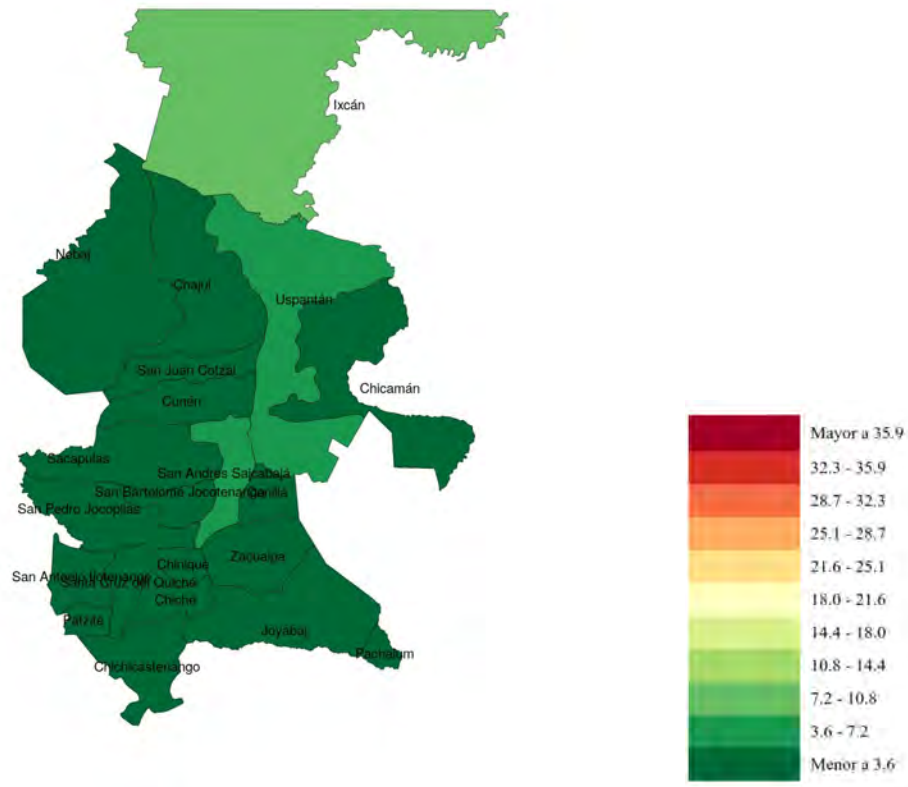 Ixcán
Nebaj
Chajul
Uspantán
San Juan Cotzal
Chicamán
Cunén
Sacapulas
San Andrés Sajcabajá
San Bartolomé Jocotenango
Canillá
San Pedro Jocopilas
Zacualpa
Chinique
San Antonio Ilotenango
Santa Cruz del Quiché
Chiché
Patzité
Joyabaj
Pachalum
Chichicastenango
Mayor a 35.9
32.3 - 35.9
28.7 - 32.3
25.1 - 28.7
21.6 - 25.1
18.0 - 21.6
14.4 - 18.0
10.8 - 14.4
7.2 - 10.8
3.6 - 7.2
Menor a 3.6